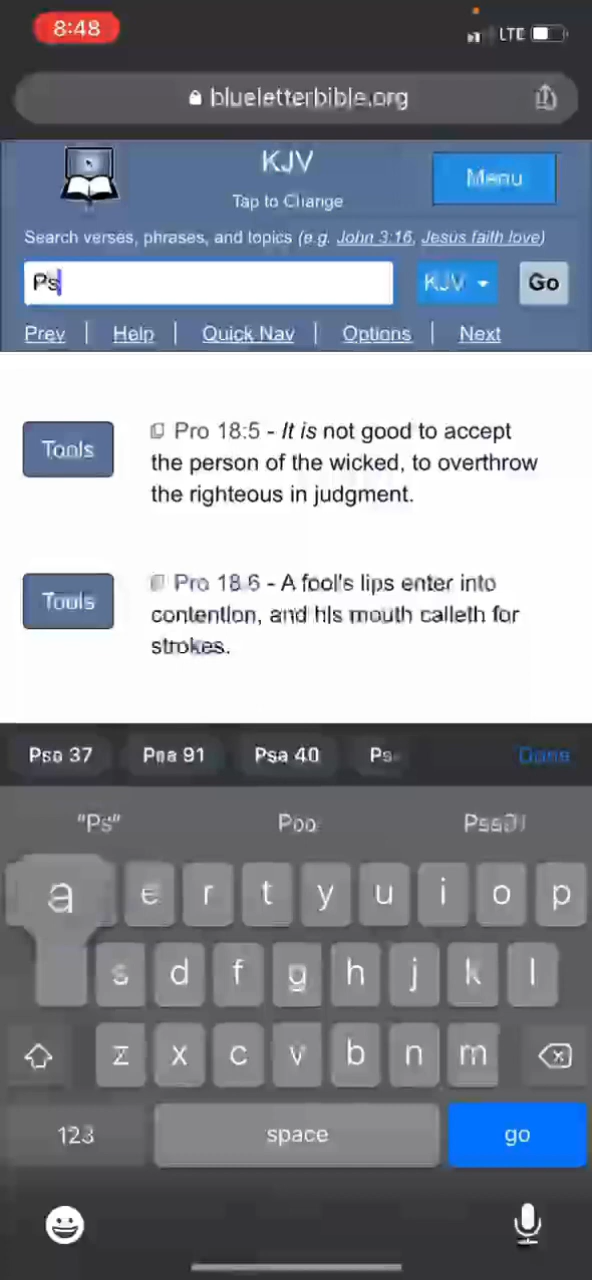 8:48
LTE
blueletterbible.org
KJV
Tap to Change
Menu
Search verses, phrases, and topics (e.g. John 3:16, Jesus faith love)
Ps
KJV
Go
Prev | Help | Quick Nav | Options | Next
Tools
Pro 18:5 - It is not good to accept
the person of the wicked, to overthrow
the righteous in judgment.
Tools
Pro 18:6 - A fool's lips enter into
contention, and his mouth calleth for
strokes.
Psa 37 Psa 91 Psa 40 Ps
Done
"Ps"
a e r t y u i o p
s d f g h j k l
z x c v b n m
123 space go